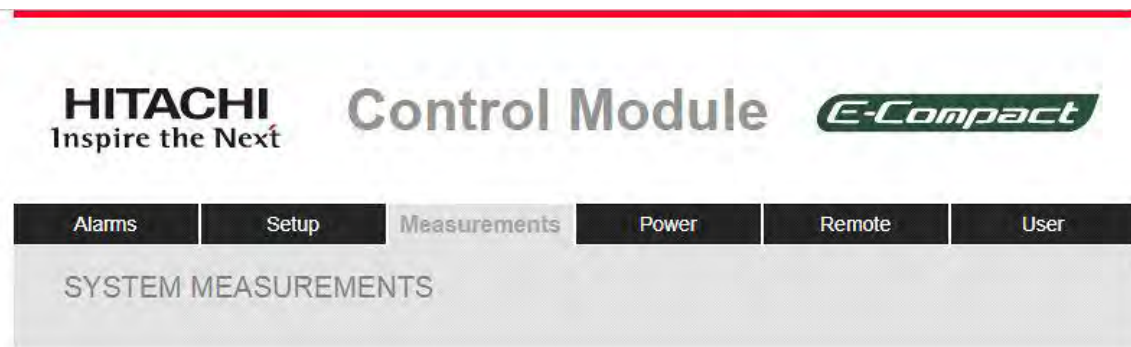 HITACHI
Inspire the Next
Control Module
E-Compact
Alarms Setup Measurements Power Remote User
SYSTEM MEASUREMENTS